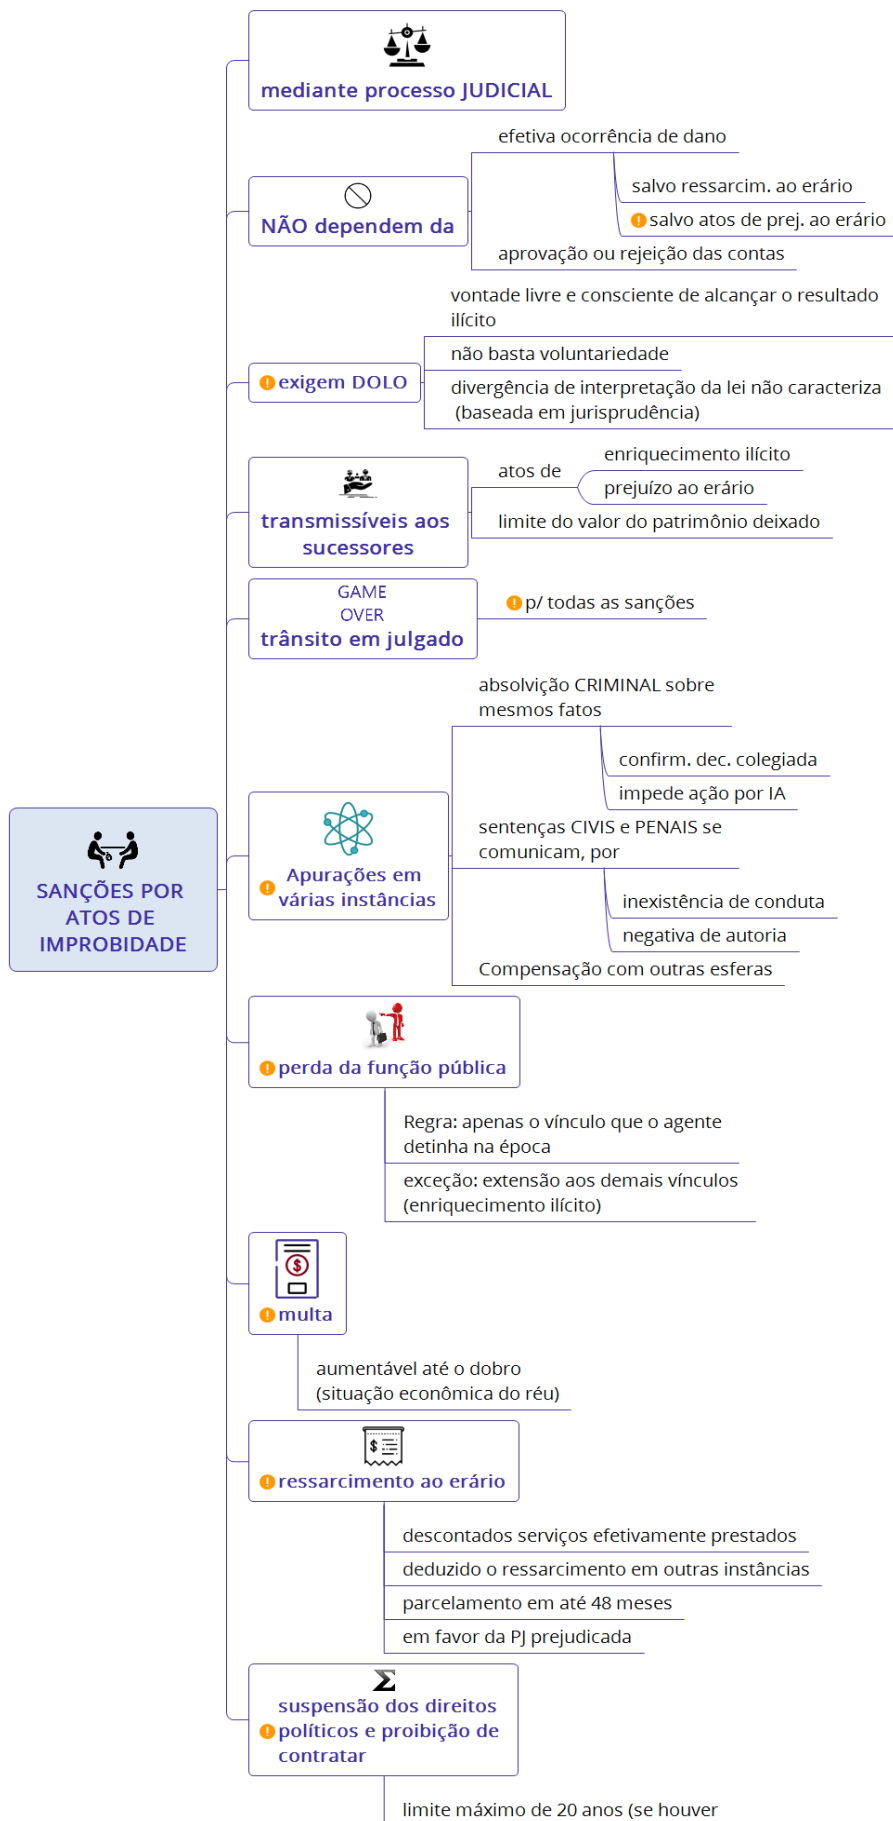 mediante processo JUDICIAL
NÃO dependem da
efetiva ocorrência de dano
salvo ressarcim. ao erário
salvo atos de prej. ao erário
aprovação ou rejeição das contas
exigem DOLO
vontade livre e consciente de alcançar o resultado
ilícito
não basta voluntariedade
divergência de interpretação da lei não caracteriza
(baseada em jurisprudência)
transmissíveis aos
sucessores
atos de
enriquecimento ilícito
prejuízo ao erário
limite do valor do patrimônio deixado
GAME
OVER
trânsito em julgado
p/ todas as sanções
SANÇÕES POR
ATOS DE
IMPROBIDADE
Apurações em
várias instâncias
absolvição CRIMINAL sobre
mesmos fatos
confirm. dec. colegiada
impede ação por IA
sentenças CIVIS e PENAIS se
comunicam, por
inexistência de conduta
negativa de autoria
Compensação com outras esferas
perda da função pública
Regra: apenas o vínculo que o agente
detinha na época
exceção: extensão aos demais vínculos
(enriquecimento ilícito)
multa
aumentável até o dobro
(situação econômica do réu)
ressarcimento ao erário
descontados serviços efetivamente prestados
deduzido o ressarcimento em outras instâncias
parcelamento em até 48 meses
em favor da PJ prejudicada
suspensão dos direitos
políticos e proibição de
contratar
limite máximo de 20 anos (se houver